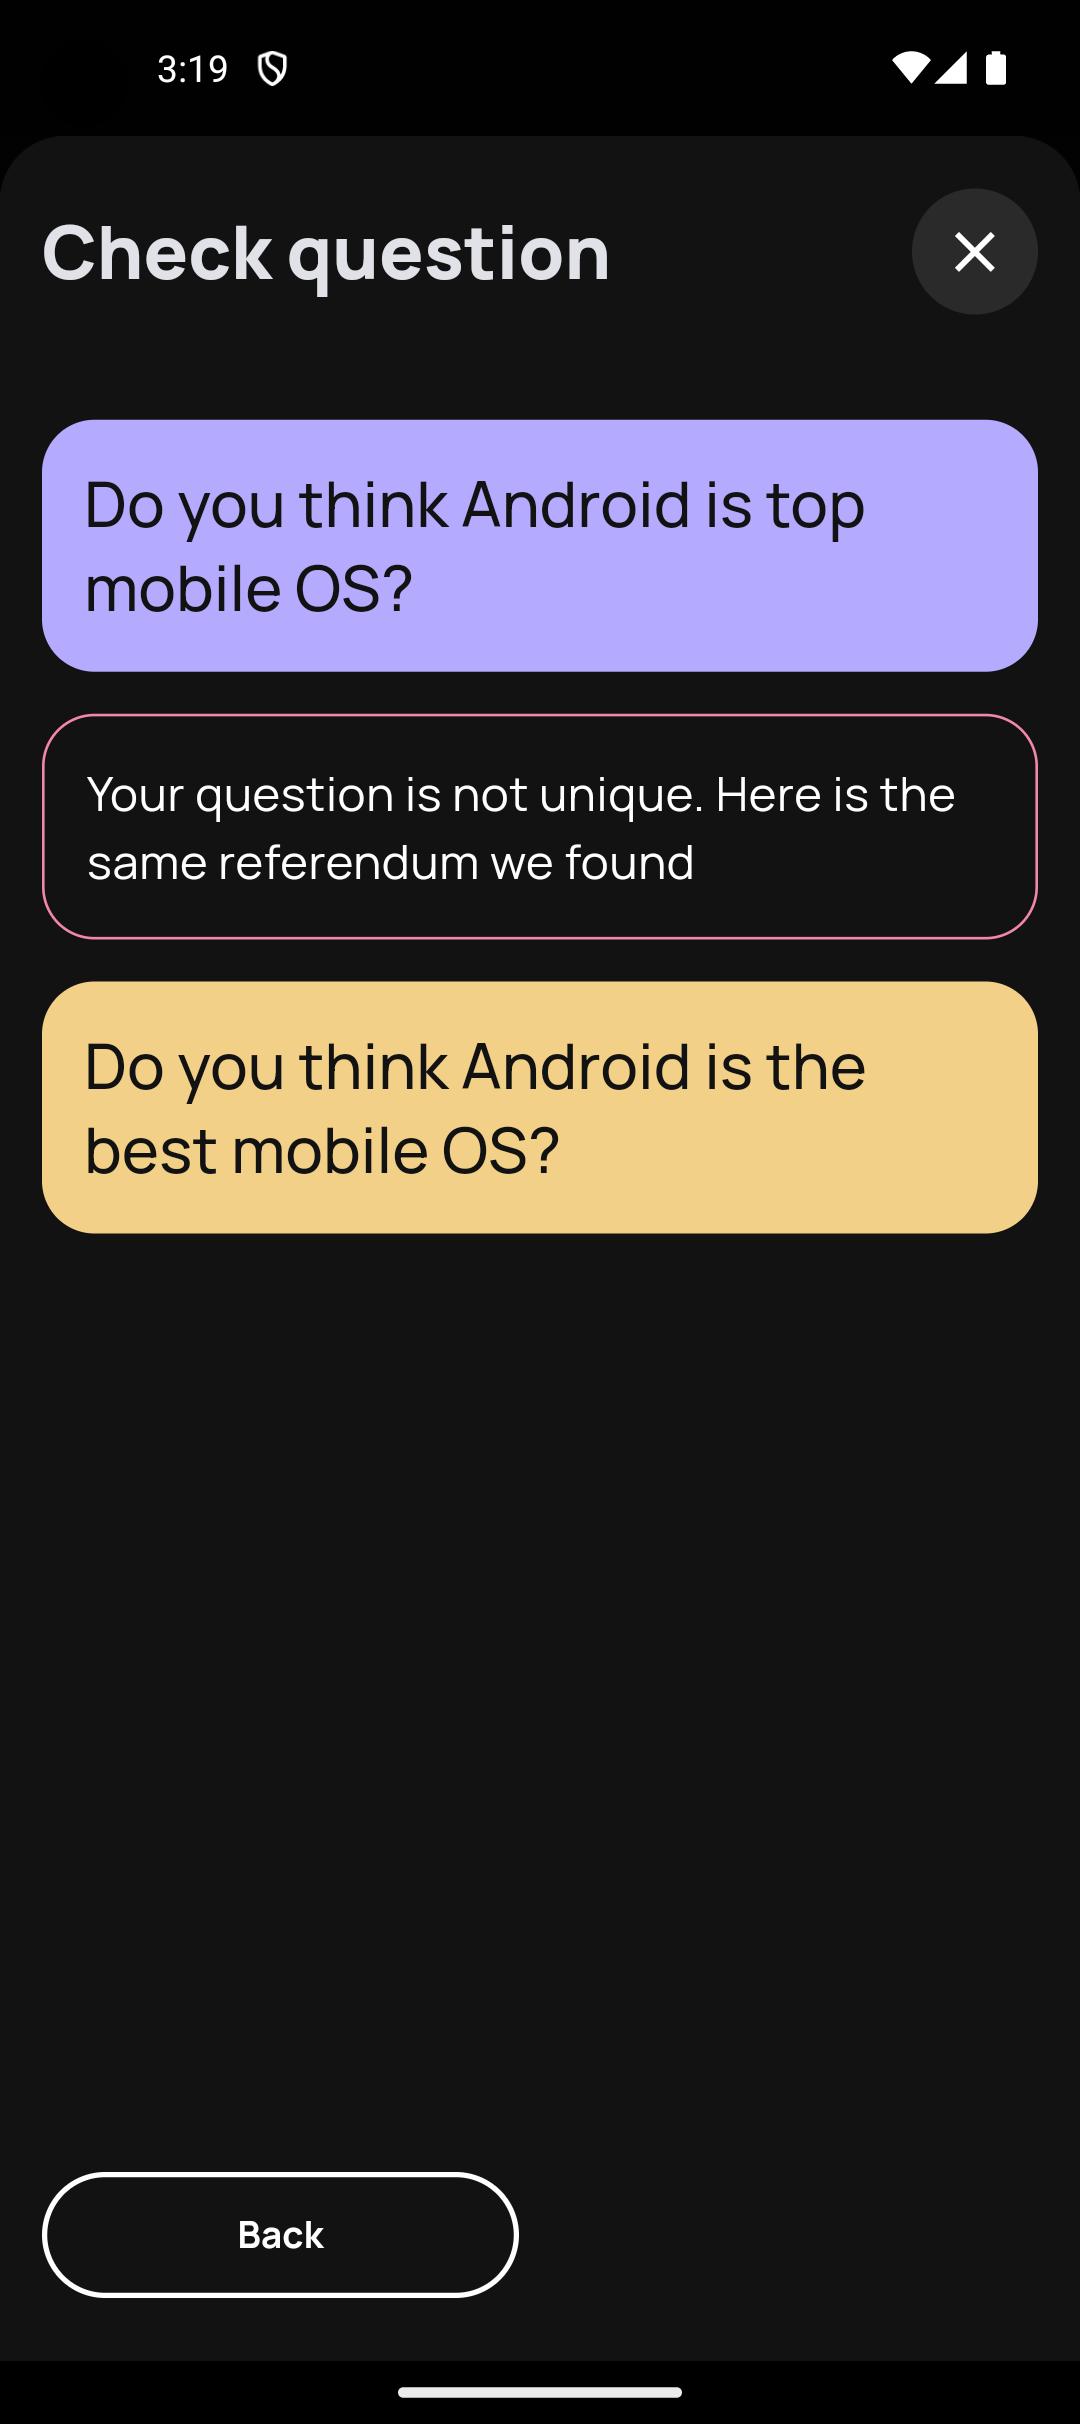 3:19
Check question
Do you think Android is top
mobile OS?
Your question is not unique. Here is the
same referendum we found
Do you think Android is the
best mobile OS?
Back